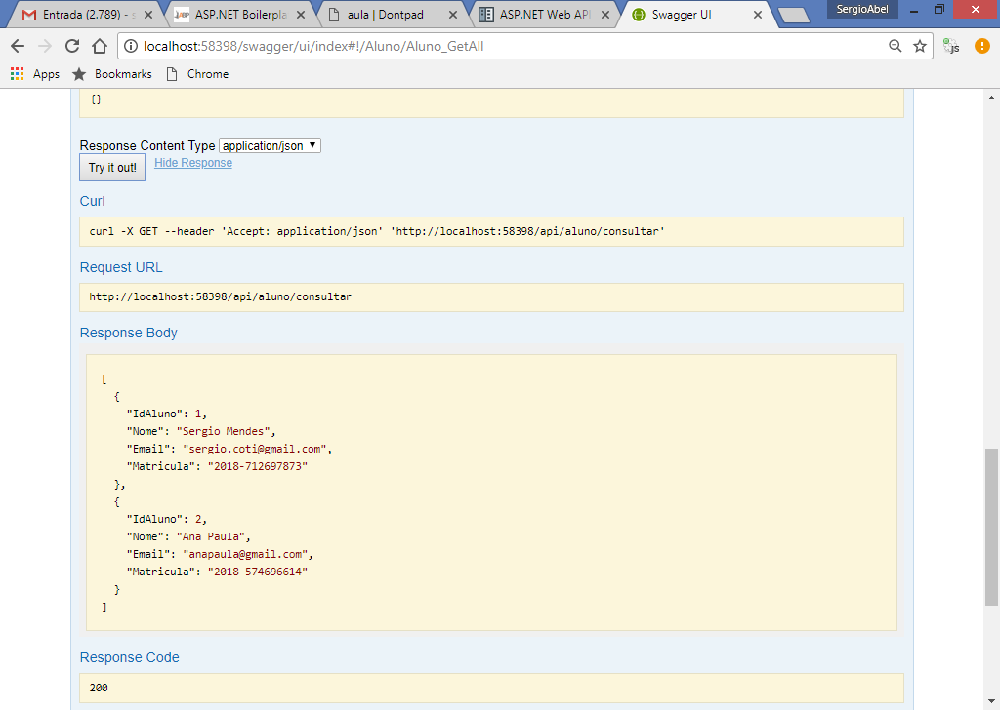 Entrada (2.789) - s
ASP.NET Boilerpla
aula | Dontpad
ASP.NET Web API
Swagger UI
SergioAbel
localhost:58398/swagger/ui/index#!/Aluno/Aluno_GetAll
Apps
Bookmarks
Chrome
{}
Response Content Type application/json
Try it out!
Hide Response
Curl
curl -X GET --header 'Accept: application/json' 'http://localhost:58398/api/aluno/consultar'
Request URL
http://localhost:58398/api/aluno/consultar
Response Body
[
{
"IdAluno": 1,
"Nome": "Sergio Mendes",
"Email": "sergio.coti@gmail.com",
"Matricula": "2018-712697873"
},
{
"IdAluno": 2,
"Nome": "Ana Paula",
"Email": "anapaula@gmail.com",
"Matricula": "2018-574696614"
}
]
Response Code
200